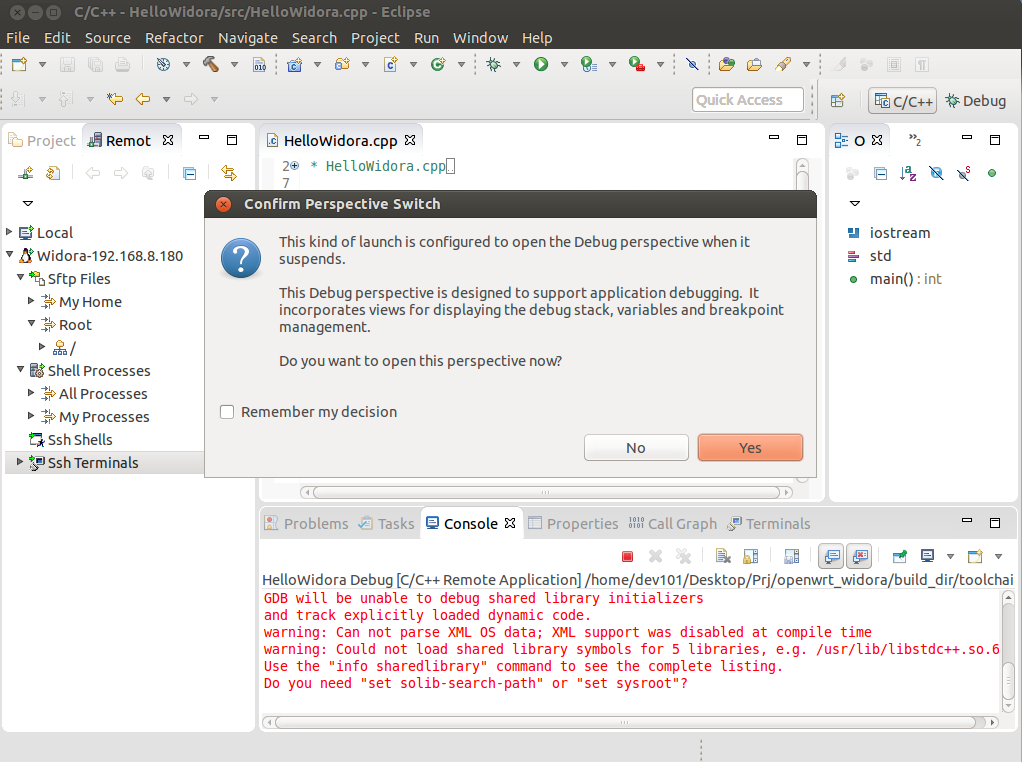 C/C++ - HelloWidora/src/HelloWidora.cpp - Eclipse
File Edit Source Refactor Navigate Search Project Run Window Help
010
Quick Access
C/C++
Debug
Project
Remot
HelloWidora.cpp
O
2
2 * HelloWidora.cpp
7
Local
Widora-192.168.8.180
Sftp Files
My Home
Root
/
Shell Processes
All Processes
My Processes
Ssh Shells
Ssh Terminals
Confirm Perspective Switch
This kind of launch is configured to open the Debug perspective when it
suspends.
This Debug perspective is designed to support application debugging. It
incorporates views for displaying the debug stack, variables and breakpoint
management.
Do you want to open this perspective now?
Remember my decision
No
Yes
iostream
std
main() : int
Problems
Tasks
Console
Properties
Call Graph
Terminals
HelloWidora Debug [C/C++ Remote Application] /home/dev101/Desktop/Prj/openwrt_widora/build_dir/toolchai
GDB will be unable to debug shared library initializers
and track explicitly loaded dynamic code.
warning: Can not parse XML OS data; XML support was disabled at compile time
warning: Could not load shared library symbols for 5 libraries, e.g. /usr/lib/libstdc++.so.6
Use the "info sharedlibrary" command to see the complete listing.
Do you need "set solib-search-path" or "set sysroot"?